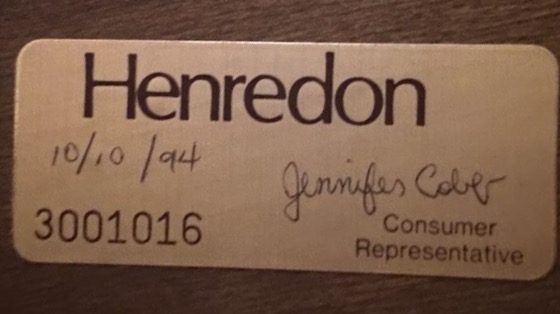 Henredon
10/10/94
Jennifer
3001016
Consumer
Representative